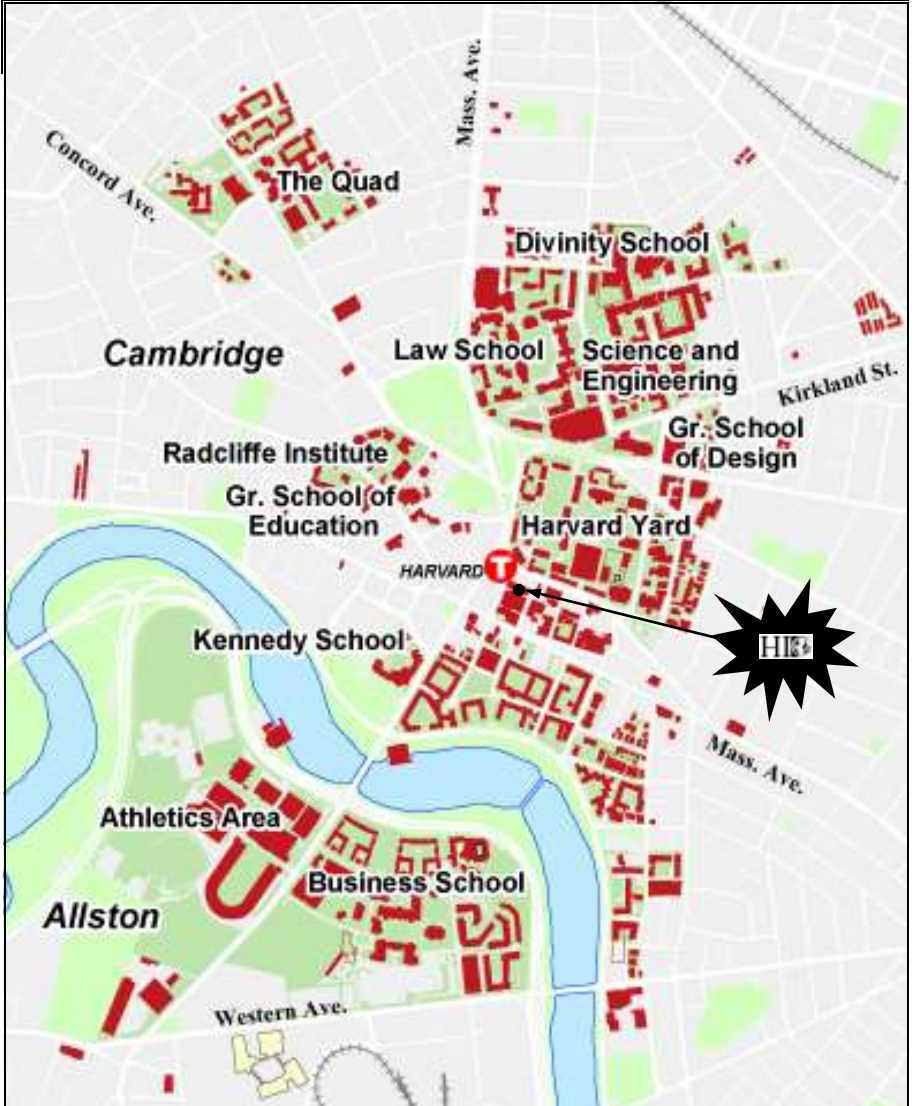 Mass. Ave.
Concord Ave.
The Quad
Divinity School
Cambridge
Law School
Science and
Engineering
Kirkland St.
Gr. School
of Design
Radcliffe Institute
Gr. School of
Education
Harvard Yard
HARVARD
T
Kennedy School
Mass. Ave.
Athletics Area
Business School
Allston
Western Ave.